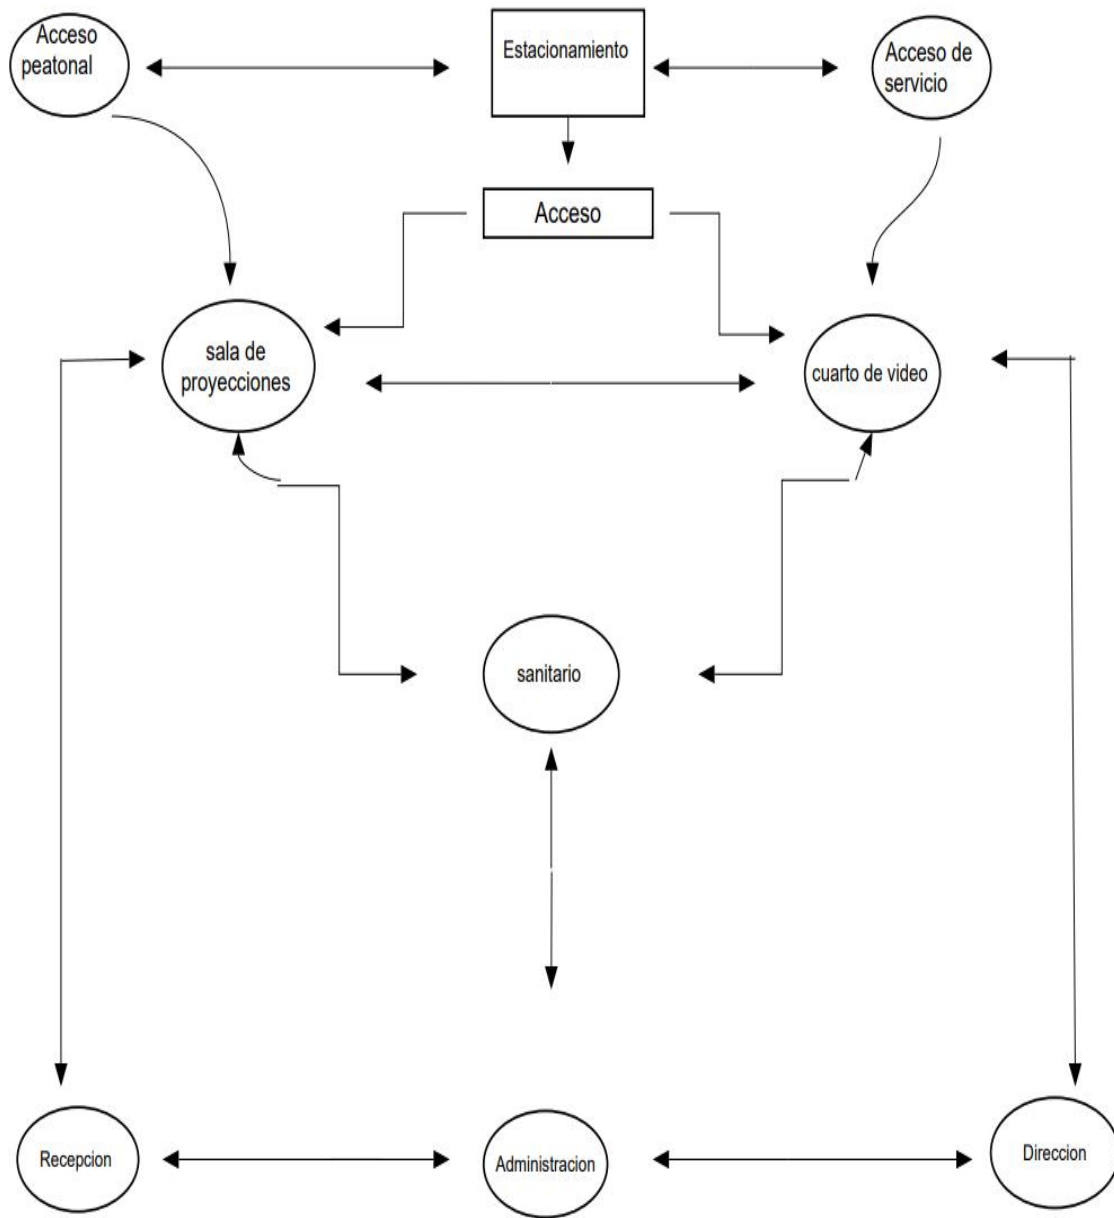 Acceso
peatonal
Estacionamiento
Acceso de
servicio
Acceso
sala de
proyecciones
cuarto de video
sanitario
Recepcion
Administracion
Direccion